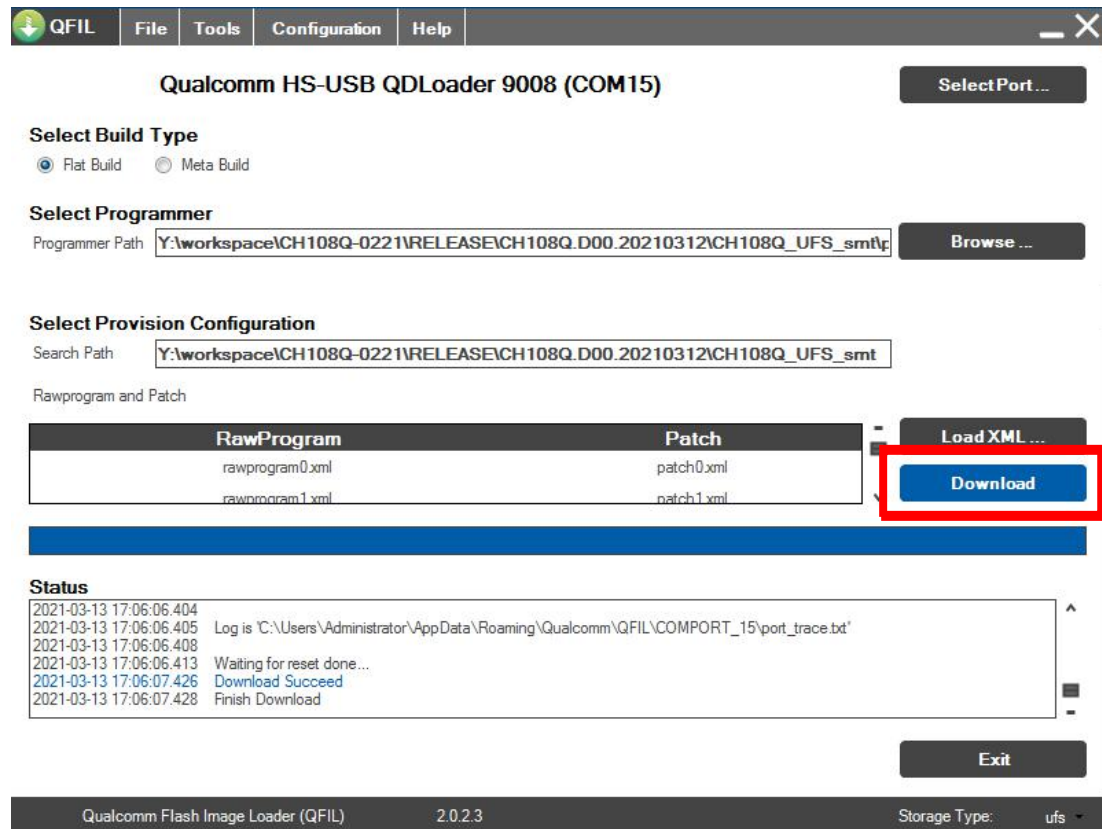 QFIL File Tools Configuration Help
Qualcomm HS-USB QDLoader 9008 (COM15) Select Port ...
Select Build Type
Flat Build Meta Build
Select Programmer
Programmer Path Y:\workspace\CH108Q-0221\RELEASE\CH108Q.D00.20210312\CH108Q_UFS_smt\p Browse ...
Select Provision Configuration
Search Path Y:\workspace\CH108Q-0221\RELEASE\CH108Q.D00.20210312\CH108Q_UFS_smt
Rawprogram and Patch
RawProgram Patch Load XML ...
rawprogram0.xml patch0.xml
Download
rawprogram1.xml patch1.xml
Status
2021-03-13 17:06:06.404
2021-03-13 17:06:06.405 Log is 'C:\Users\Administrator\AppData\Roaming\Qualcomm\QFIL\COMPORT_15\port_trace.txt'
2021-03-13 17:06:06.408
2021-03-13 17:06:06.413 Waiting for reset done...
2021-03-13 17:06:07.426 Download Succeed
2021-03-13 17:06:07.428 Finish Download
Exit
Qualcomm Flash Image Loader (QFIL) 2.0.2.3 Storage Type: ufs